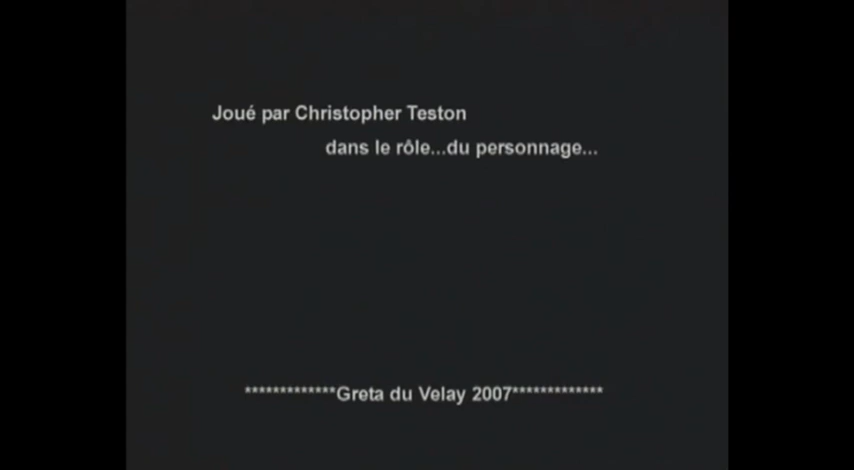 Joué par Christopher Teston
dans le rôle...du personnage...
*************Greta du Velay 2007*************